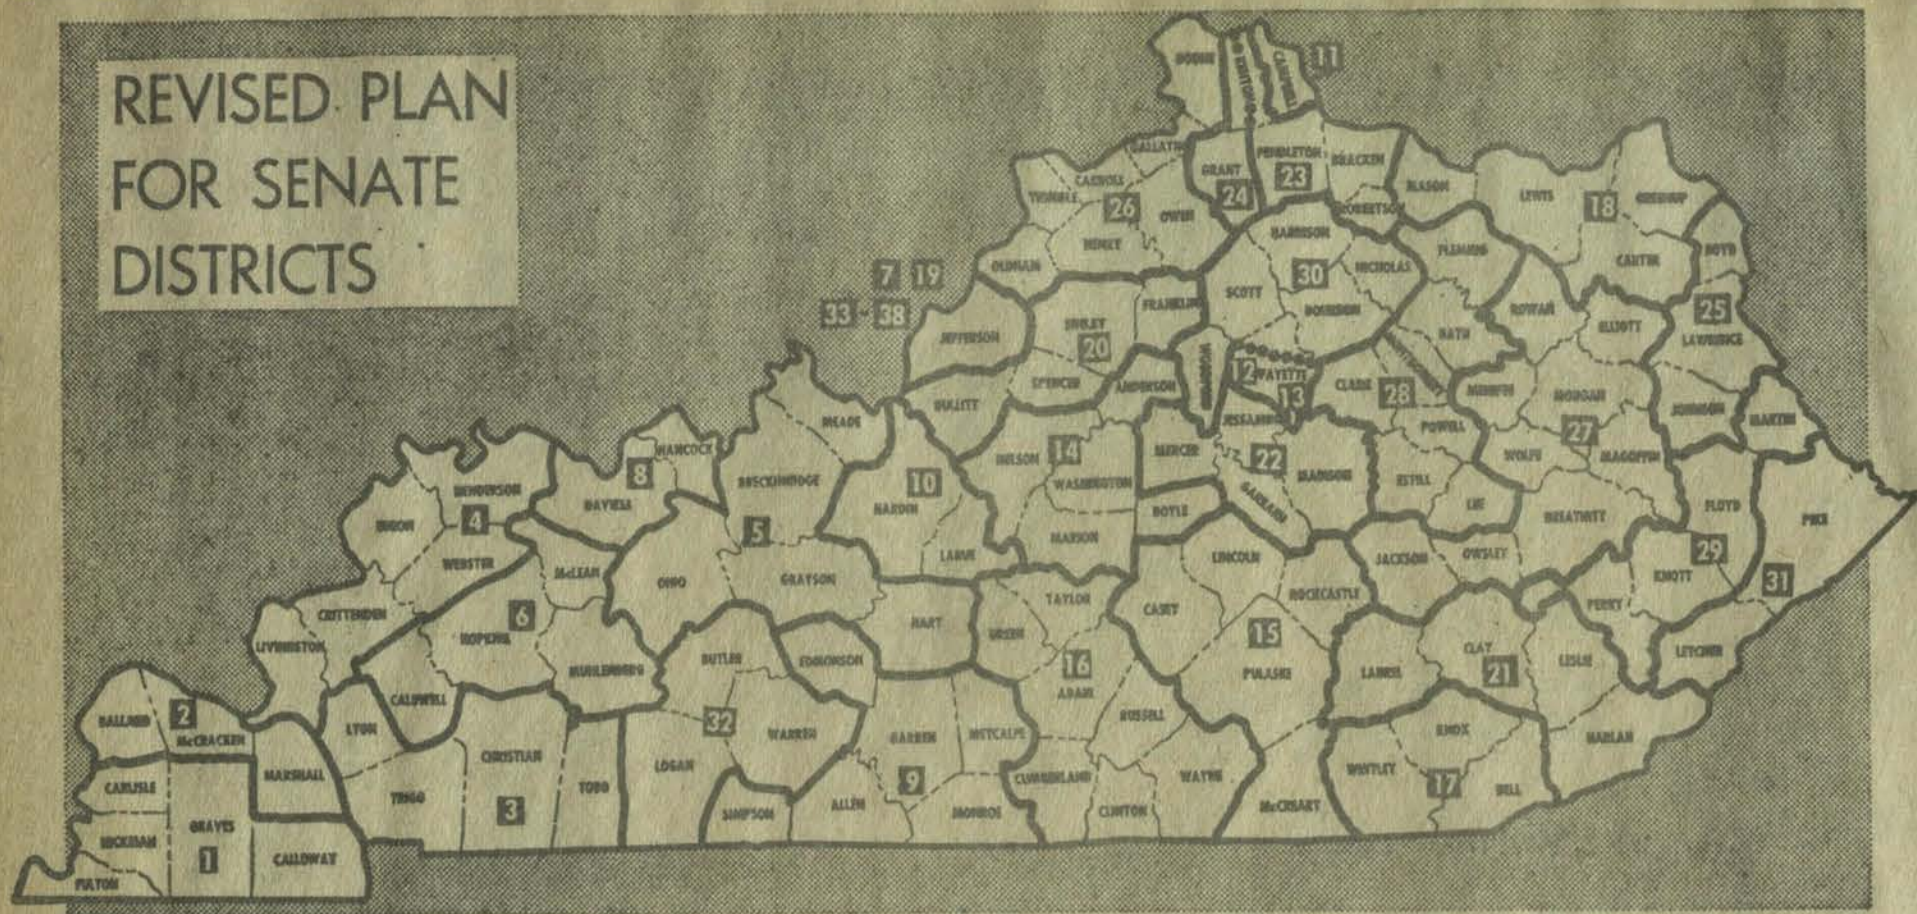 REVISED PLAN
FOR SENATE
DISTRICTS
BOONE
KENTON
CAMPBELL
11
GALLATIN
GRANT
24
PENDLETON
23
BRACKEN
ROBERTSON
MASON
LEWIS
18
GREENUP
CARTER
BOYD
CARROLL
TRIMBLE
26
OWEN
HENRY
OLDHAM
HARRISON
30
NICHOLAS
SCOTT
BOURBON
FLEMING
BATH
ROWAN
ELLIOTT
25
LAWRENCE
7 19
33 - 38
JEFFERSON
SHELBY
20
FRANKLIN
SPENCER
ANDERSON
WOODFORD
12
FAYETTE
13
CLARK
28
MONTGOMERY
POWELL
MENIFEE
MORGAN
27
WOLFE
MAGOFFIN
JOHNSON
MARTIN
BULLITT
MEADE
HANCOCK
8
DAVIESS
BRECKINRIDGE
5
HARDIN
10
LARUE
NELSON
14
WASHINGTON
MARION
MERCER
BOYLE
JESSAMINE
22
GARRARD
MADISON
ESTILL
LEE
BREATHITT
FLOYD
29
KNOTT
PIKE
31
HENDERSON
4
UNION
WEBSTER
McLEAN
OHIO
GRAYSON
CRITTENDEN
LIVINGSTON
6
HOPKINS
MUHLENBERG
CALDWELL
BUTLER
EDMONSON
HART
GREEN
TAYLOR
16
ADAIR
CASEY
LINCOLN
ROCKCASTLE
15
PULASKI
JACKSON
OWSLEY
PERRY
LETCHER
LAUREL
CLAY
21
LESLIE
HARLAN
BALLARD
2
McCRACKEN
CARLISLE
MARSHALL
LYON
CHRISTIAN
TRIGG
3
TODD
LOGAN
32
WARREN
SIMPSON
BARREN
METCALFE
9
ALLEN
MONROE
CUMBERLAND
RUSSELL
CLINTON
WAYNE
McCREARY
WHITLEY
KNOX
17
BELL
HICKMAN
FULTON
GRAVES
1
CALLOWAY